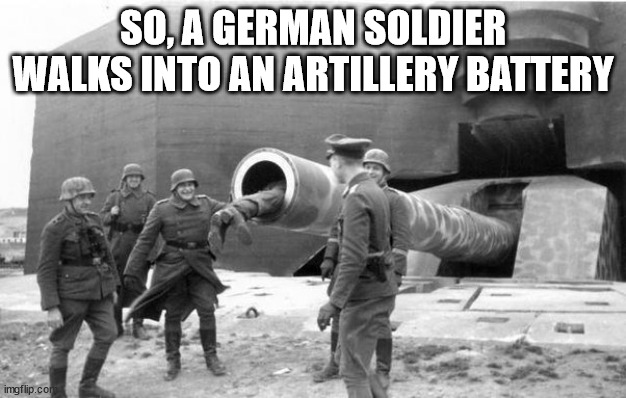 SO, A GERMAN SOLDIER
WALKS INTO AN ARTILLERY BATTERY
imgflip.com